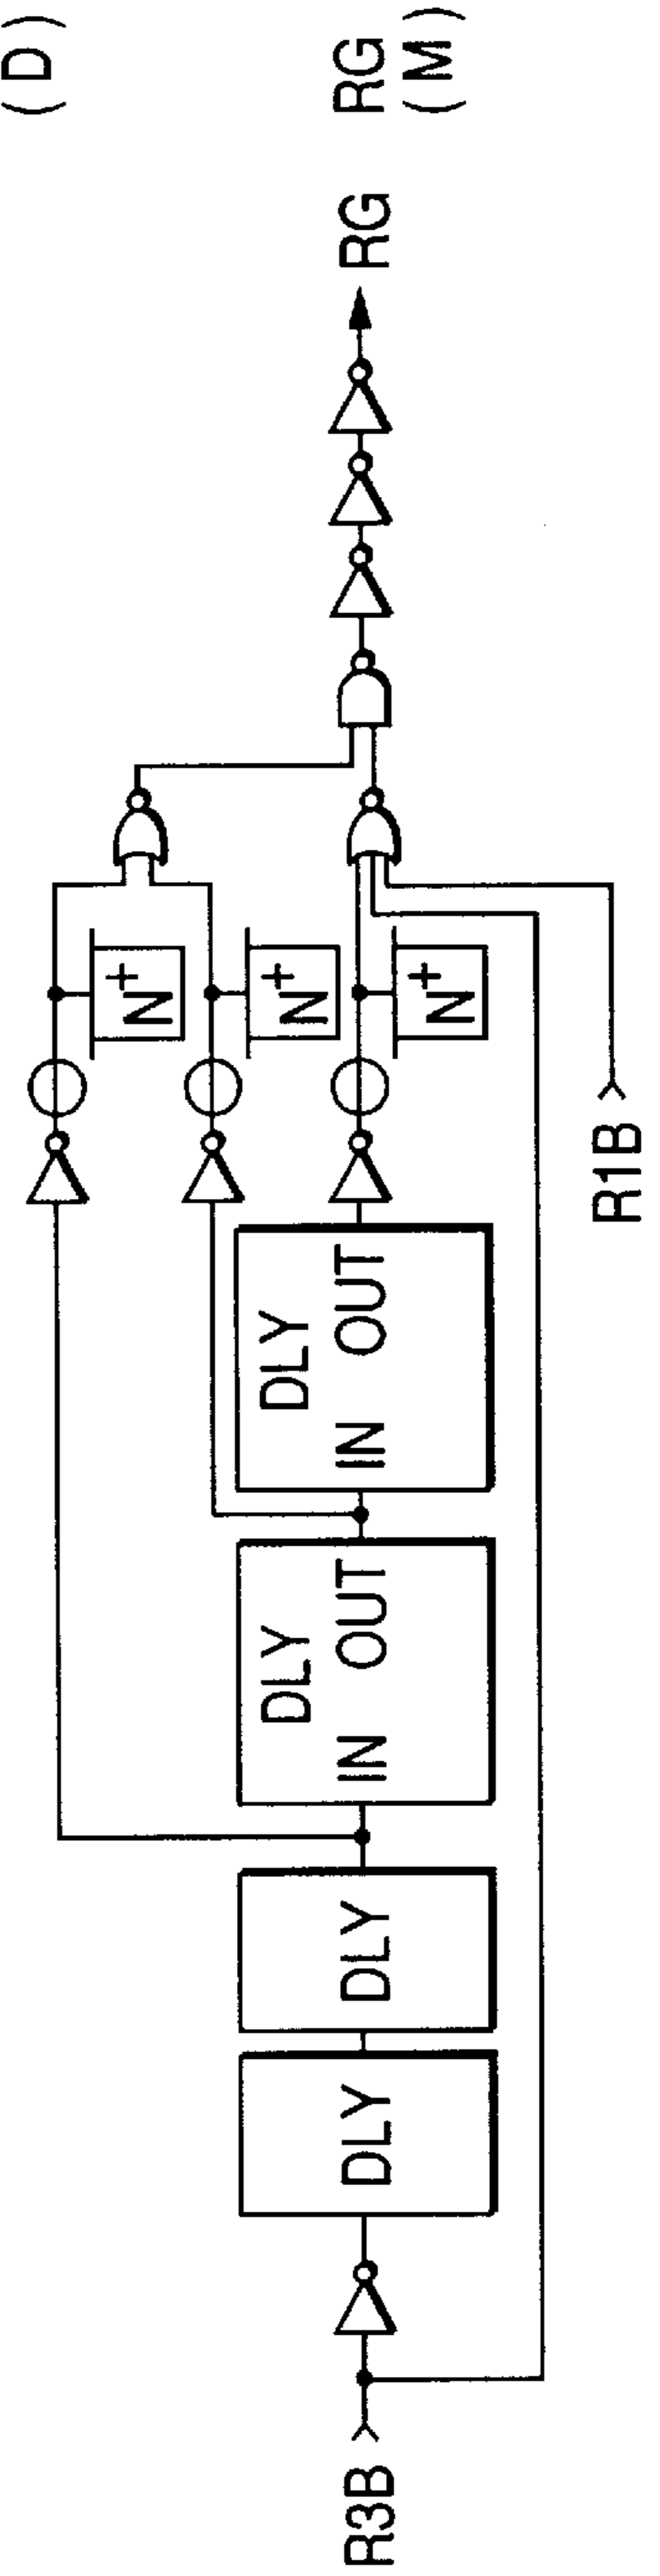 (D)
RG
(M)
RG
N+
N+
N+
R1B
DLY
IN OUT
DLY
IN OUT
DLY
DLY
R3B